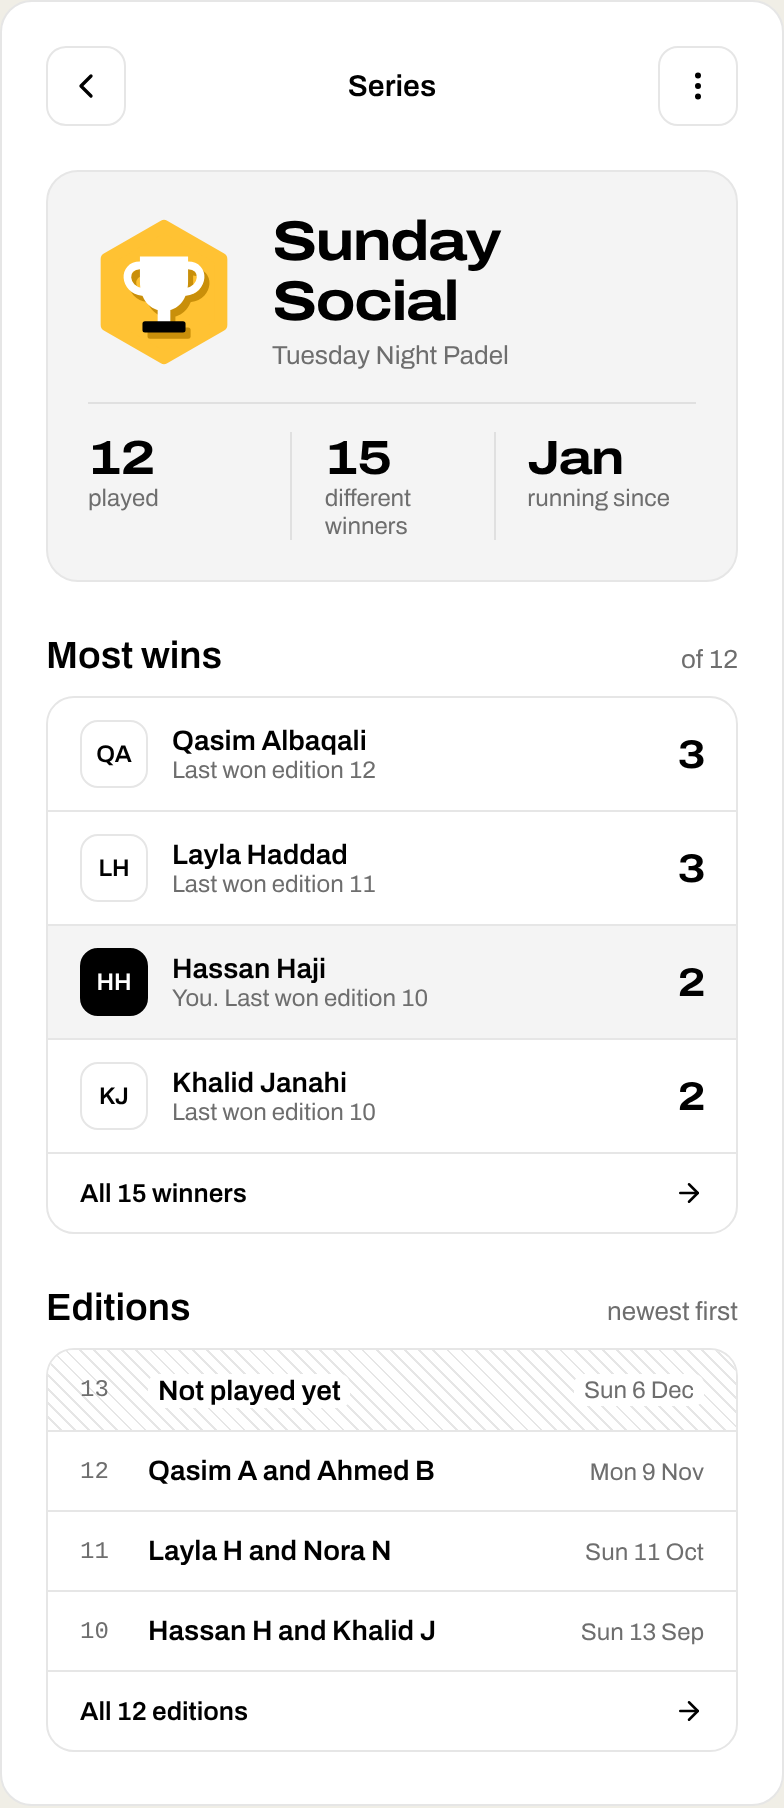 Series
Sunday
Social
Tuesday Night Padel
12
played
15
different
winners
Jan
running since
Most wins
of 12
QA
Qasim Albaqali
Last won edition 12
3
LH
Layla Haddad
Last won edition 11
3
HH
Hassan Haji
You. Last won edition 10
2
KJ
Khalid Janahi
Last won edition 10
2
All 15 winners
Editions
newest first
13 Not played yet Sun 6 Dec
12 Qasim A and Ahmed B Mon 9 Nov
11 Layla H and Nora N Sun 11 Oct
10 Hassan H and Khalid J Sun 13 Sep
All 12 editions